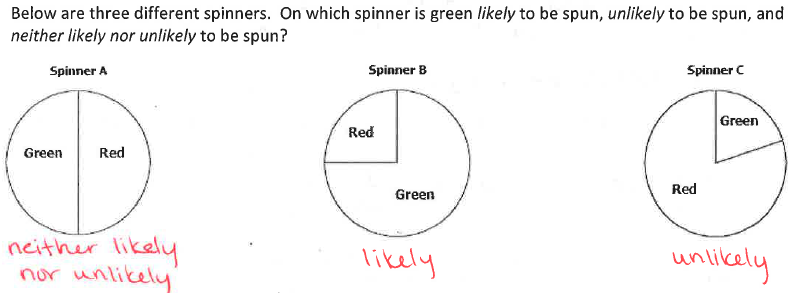 Below are three different spinners. On which spinner is green likely to be spun, unlikely to be spun, and
neither likely nor unlikely to be spun?
Spinner A
Spinner B
Spinner C
Green
Red
Red
Green
Green
Red
neither likely
nor unlikely
likely
unlikely